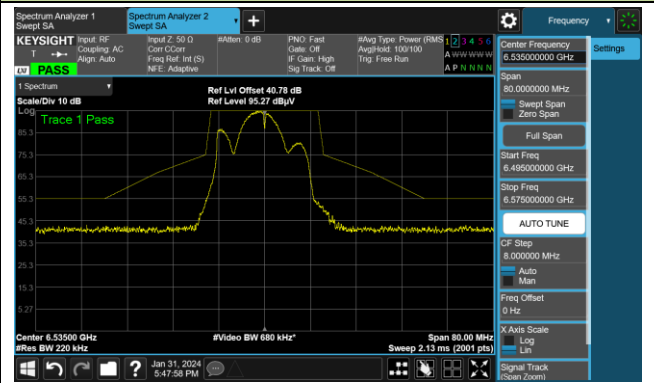 Spectrum Analyzer 1
Swept SA
Spectrum Analyzer 2
Swept SA
Frequency
KEYSIGHT
Input: RF
Coupling: AC
Align: Auto
Input Z: 50 Ω
Corr CCorr
Freq Ref: Int (S)
NFE: Adaptive
#Atten: 0 dB
PNO: Fast
Gate: Off
IF Gain: High
Sig Track: Off
#Avg Type: Power (RMS
Avg|Hold: 100/100
Trig: Free Run
1 2 3 4 5 6
A W W W W W
A P N N N N
T
LXI
PASS
1 Spectrum
Scale/Div 10 dB
Ref Lvl Offset 40.78 dB
Ref Level 95.27 dBµV
Log
Trace 1 Pass
85.3
75.3
65.3
55.3
45.3
35.3
25.3
15.3
5.27
Center 6.53500 GHz
#Res BW 220 kHz
#Video BW 680 kHz*
Span 80.00 MHz
Sweep 2.13 ms (2001 pts)
Center Frequency
6.535000000 GHz
Settings
Span
80.0000000 MHz
Swept Span
Zero Span
Full Span
Start Freq
6.495000000 GHz
Stop Freq
6.575000000 GHz
AUTO TUNE
CF Step
8.000000 MHz
Auto
Man
Freq Offset
0 Hz
X Axis Scale
Log
Lin
Signal Track
(Span Zoom)
Jan 31, 2024
5:47:58 PM